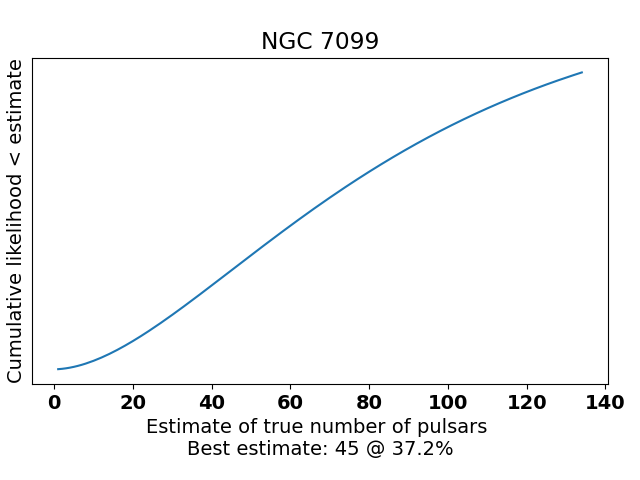 NGC 7099
Cumulative likelihood < estimate
0 20 40 60 80 100 120 140
Estimate of true number of pulsars
Best estimate: 45 @ 37.2%